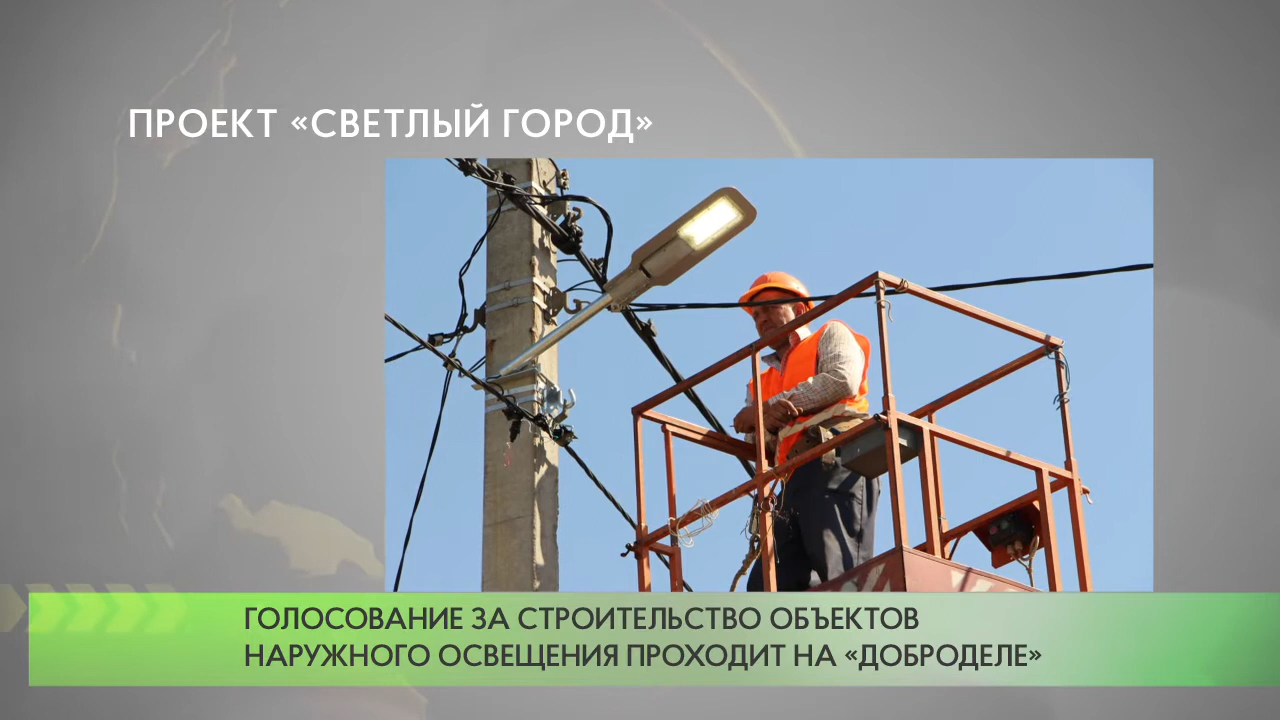 ПРОЕКТ «СВЕТЛЫЙ ГОРОД»
ГОЛОСОВАНИЕ ЗА СТРОИТЕЛЬСТВО ОБЪЕКТОВ
НАРУЖНОГО ОСВЕЩЕНИЯ ПРОХОДИТ НА «ДОБРОДЕЛЕ»